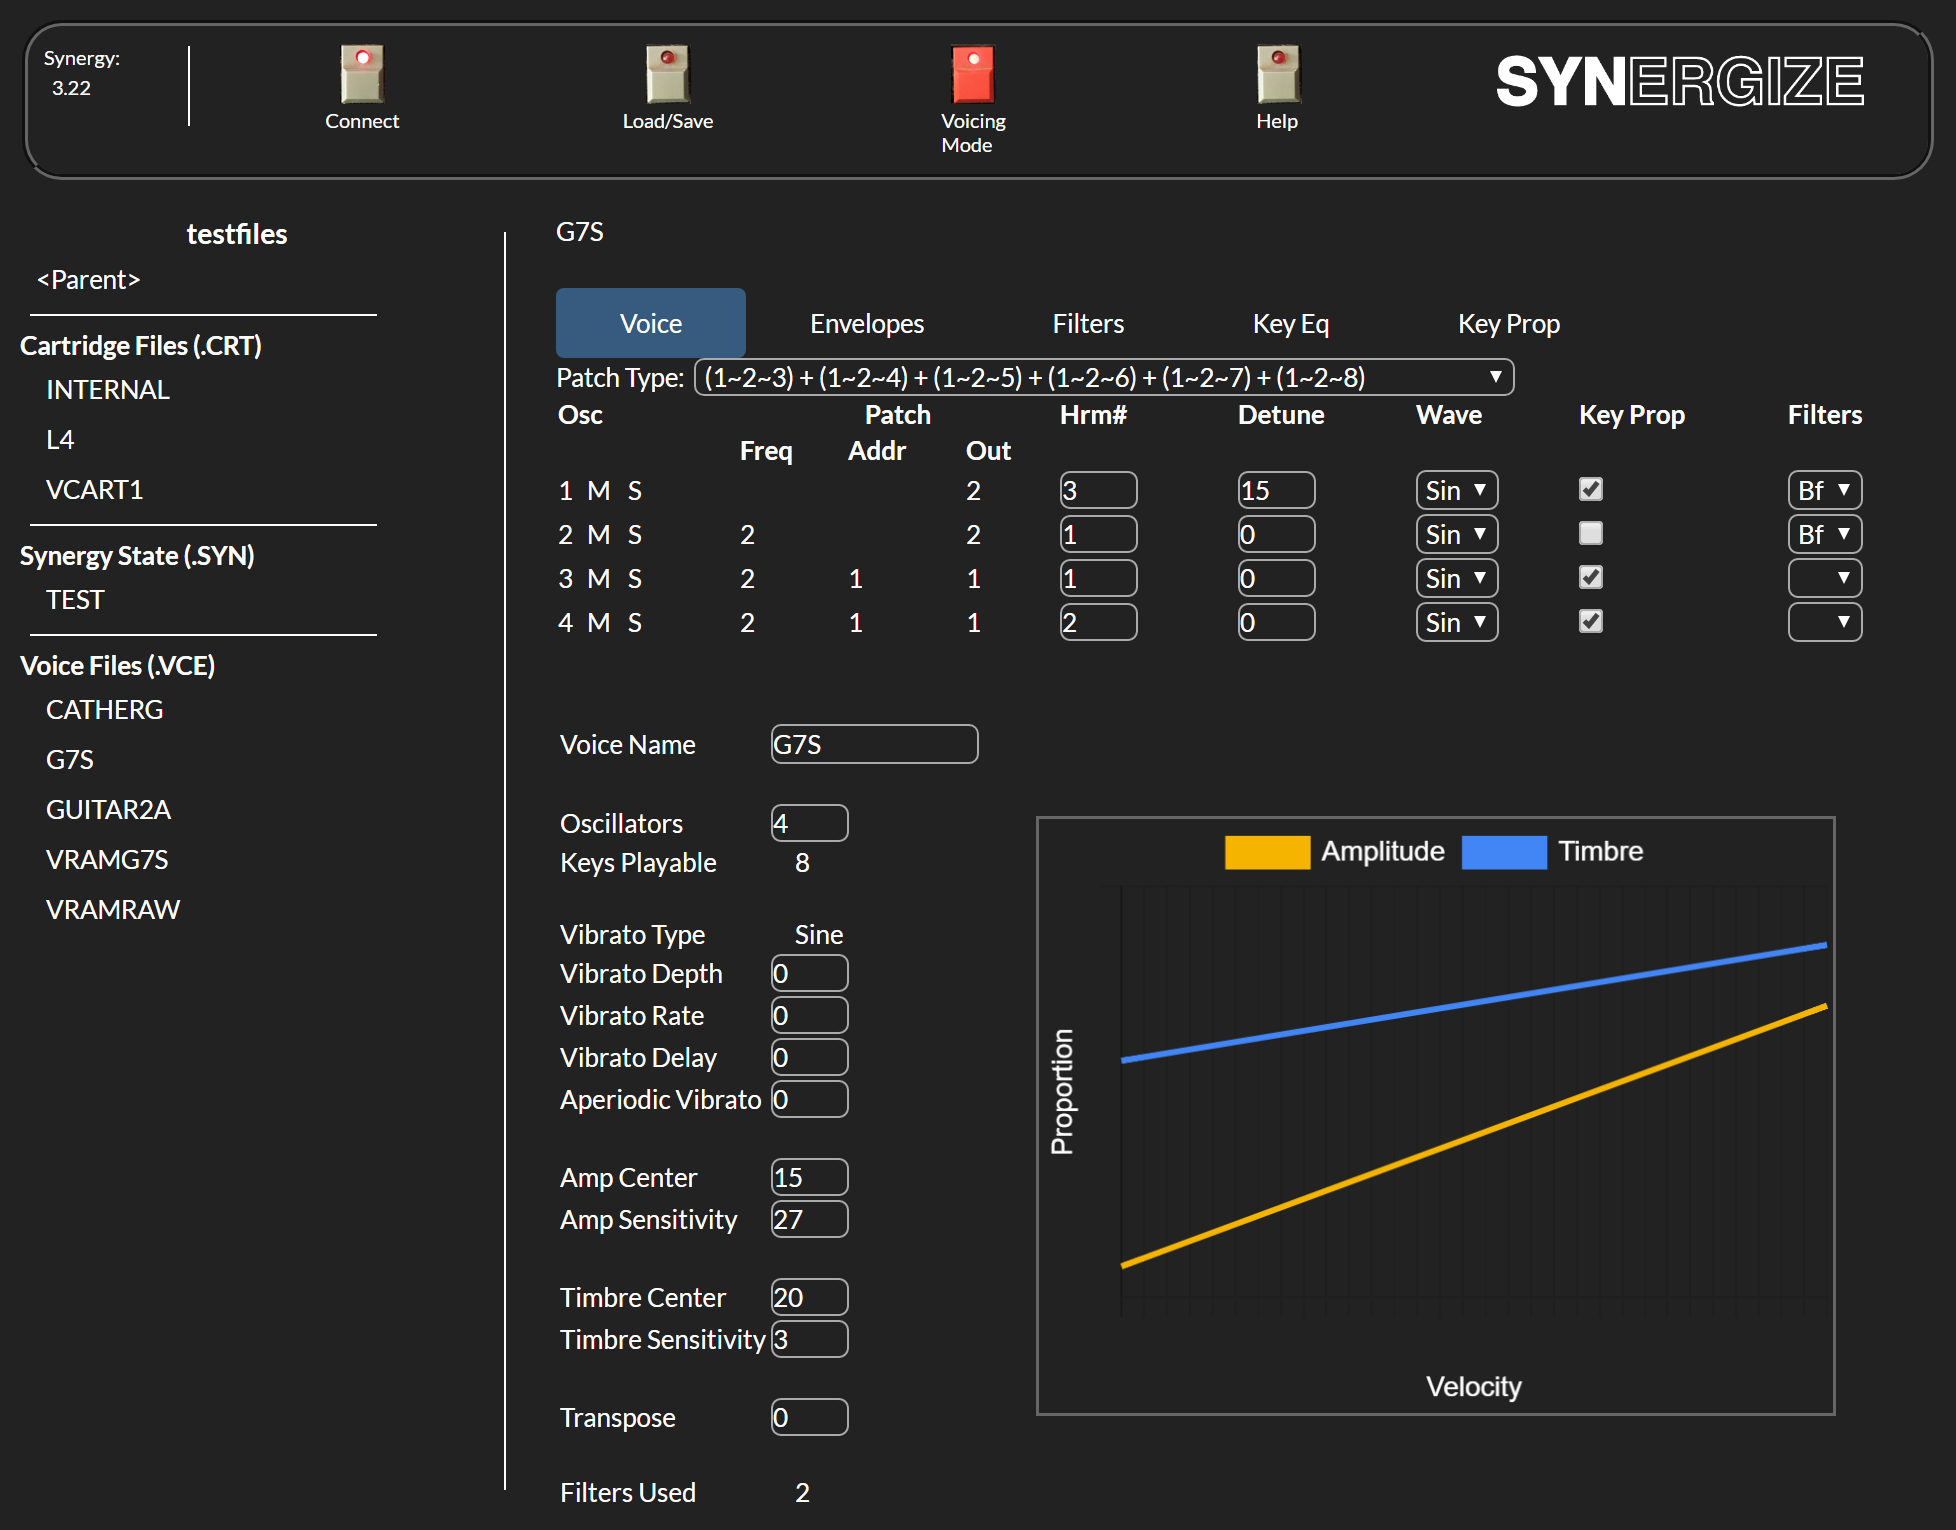 Synergy:
3.22
Connect
Load/Save
Voicing
Mode
Help
SYNERGIZE
testfiles
<Parent>
Cartridge Files (.CRT)
INTERNAL
L4
VCART1
Synergy State (.SYN)
TEST
Voice Files (.VCE)
CATHERG
G7S
GUITAR2A
VRAMG7S
VRAMRAW
G7S
Voice Envelopes Filters Key Eq Key Prop
Patch Type: (1~2~3) + (1~2~4) + (1~2~5) + (1~2~6) + (1~2~7) + (1~2~8)
Osc Patch Hrm# Detune Wave Key Prop Filters
Freq Addr Out
1 M S 2 3 15 Sin Bf
2 M S 2 2 1 0 Sin Bf
3 M S 2 1 1 1 0 Sin
4 M S 2 1 1 2 0 Sin
Voice Name G7S
Oscillators 4
Keys Playable 8
Vibrato Type Sine
Vibrato Depth 0
Vibrato Rate 0
Vibrato Delay 0
Aperiodic Vibrato 0
Amp Center 15
Amp Sensitivity 27
Timbre Center 20
Timbre Sensitivity 3
Transpose 0
Filters Used 2
Amplitude Timbre
Proportion
Velocity